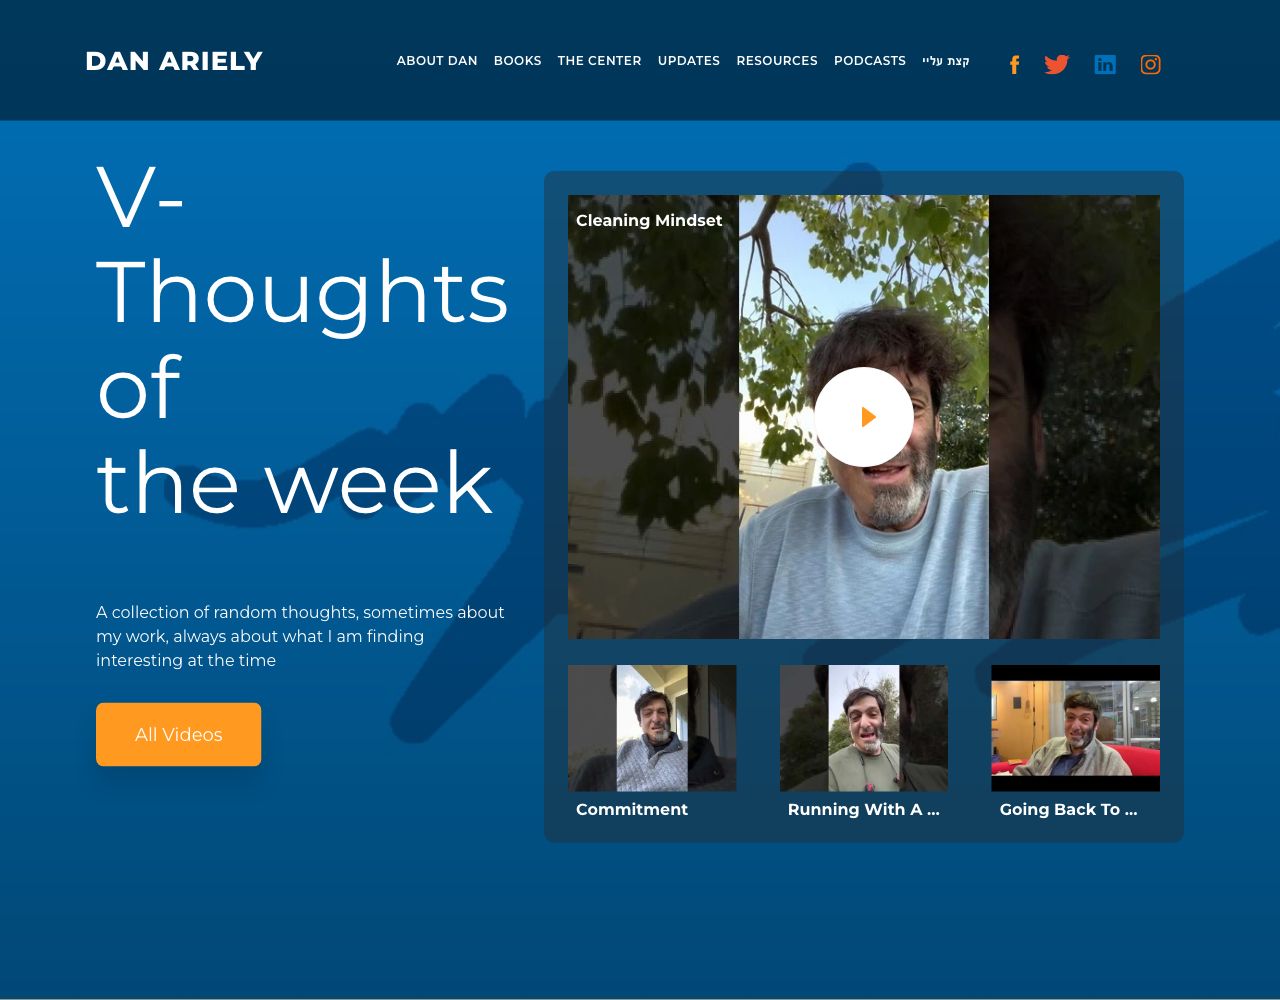 DAN ARIELY
ABOUT DAN
BOOKS
THE CENTER
UPDATES
RESOURCES
PODCASTS
קצת עליי
V-
Thoughts
of
the week
A collection of random thoughts, sometimes about
my work, always about what I am finding
interesting at the time
All Videos
Cleaning Mindset
Commitment
Running With A ...
Going Back To ...